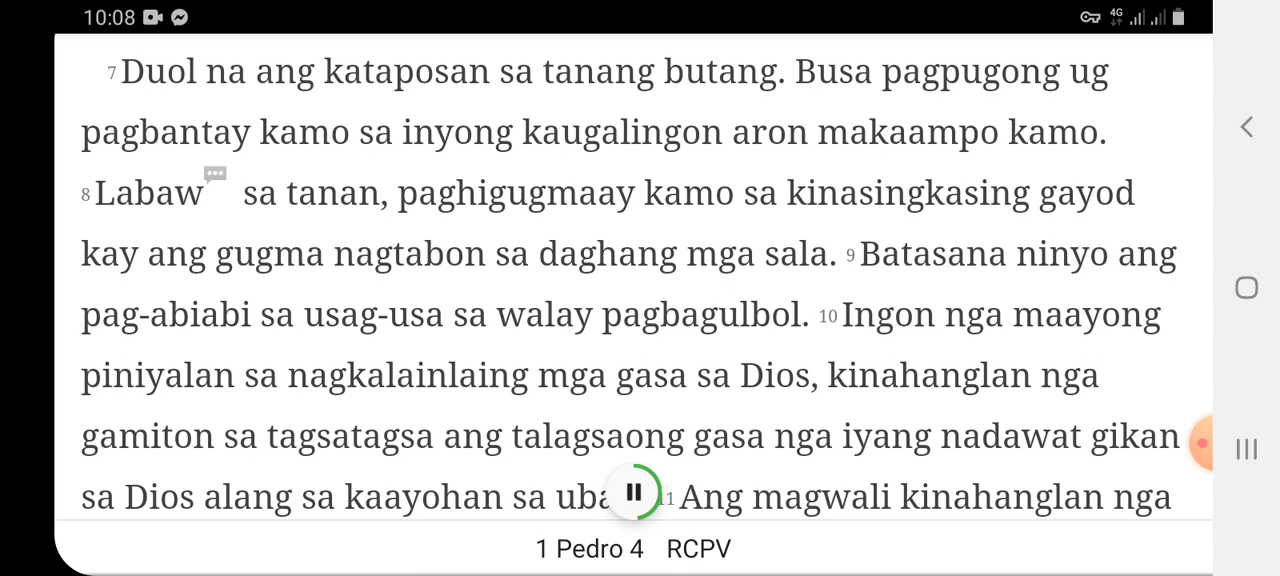 10:08
4G
7 Duol na ang kataposan sa tanang butang. Busa pagpugong ug
pagbantay kamo sa inyong kaugalingon aron makaampo kamo.
8 Labaw sa tanan, paghigugmaay kamo sa kinasingkasing gayod
kay ang gugma nagtabon sa daghang mga sala. 9 Batasana ninyo ang
pag-abiabi sa usag-usa sa walay pagbagulbol. 10 Ingon nga maayong
piniyalan sa nagkalainlaing mga gasa sa Dios, kinahanglan nga
gamiton sa tagsatagsa ang talagsaong gasa nga iyang nadawat gikan
sa Dios alang sa kaayohan sa 11 Ang magwali kinahanglan nga
1 Pedro 4 RCPV